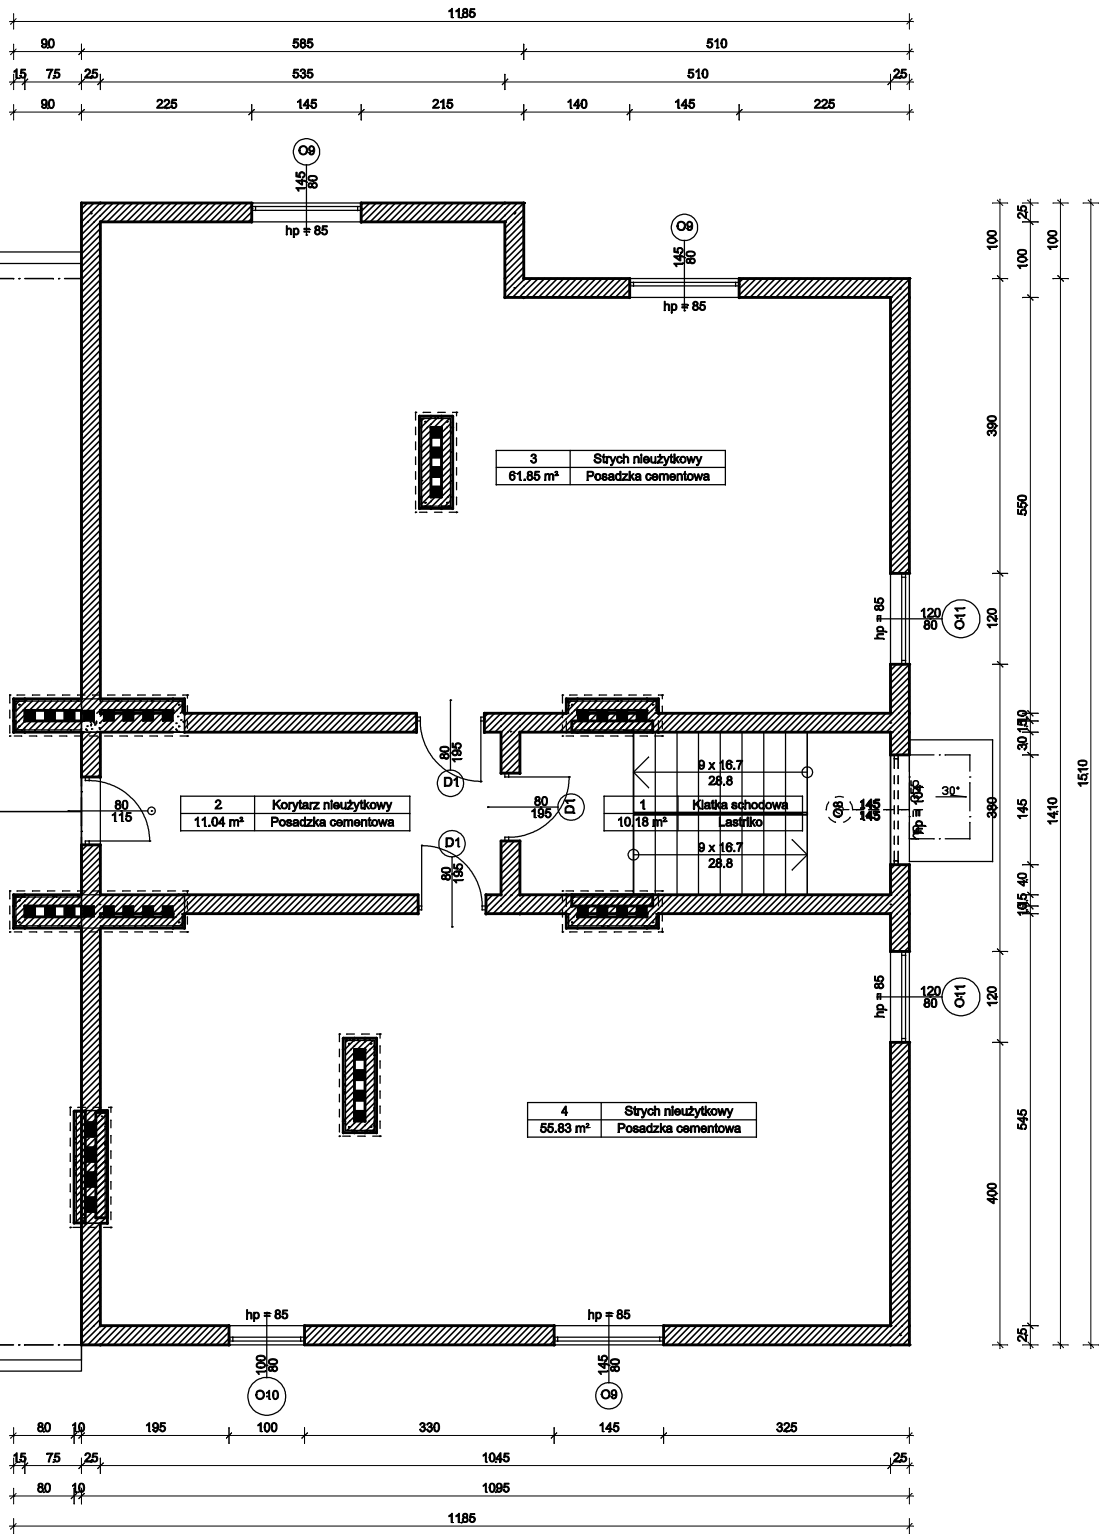 1185
90 585 510
15 75 25 535 510 25
90 225 145 215 140 145 225
O9
145
80
hp = 85
O9
145
80
hp = 85
25
100
100
100
390
550
1510
3 Strych nieużytkowy
61.85 m² Posadzka cementowa
hp = 85
120
80
O11
120
10
15
30
80
195
D1
9 x 16.7
28.8
80
115
2 Korytarz nieużytkowy
11.04 m² Posadzka cementowa
80
195
D1
1 Klatka schodowa
10.18 m² Lastriko
O8
145
145
30°
145
380
1410
D1
80
195
9 x 16.7
28.8
40
15
10
hp = 85
120
80
O11
120
4 Strych nieużytkowy
55.83 m² Posadzka cementowa
545
400
25
hp = 85
hp = 85
100
80
O10
145
80
O9
80 10 195 100 330 145 325
15 75 25 1045 25
80 10 1095
1185